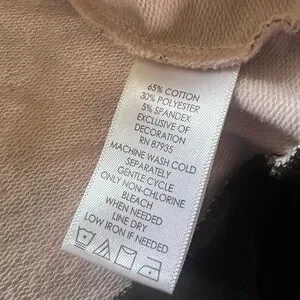 65% COTTON
30% POLYESTER
5% SPANDEX
EXCLUSIVE OF
DECORATION
RN 87935
MACHINE WASH COLD
SEPARATELY
GENTLE CYCLE
ONLY NON-CHLORINE
BLEACH
WHEN NEEDED
LINE DRY
LOW IRON IF NEEDED